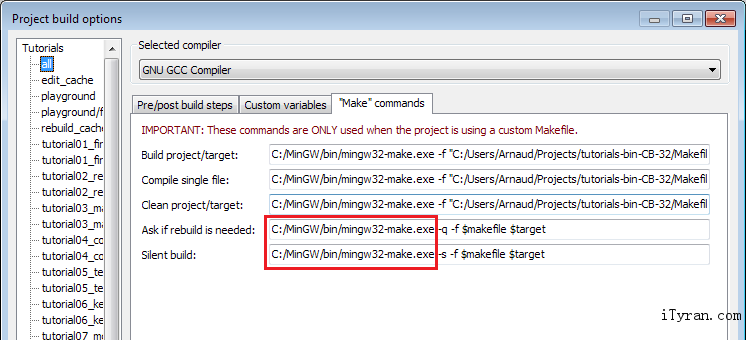 Project build options
Tutorials
all
edit_cache
playground
playground/f
rebuild_cach
tutorial01_fir
tutorial01_fir
tutorial02_re
tutorial02_re
tutorial03_ma
tutorial03_ma
tutorial04_co
tutorial04_co
tutorial05_te
tutorial05_te
tutorial06_ke
tutorial06_ke
tutorial07_mo
Selected compiler
GNU GCC Compiler
Pre/post build steps Custom variables "Make" commands
IMPORTANT: These commands are ONLY used when the project is using a custom Makefile.
Build project/target: C:/MinGW/bin/mingw32-make.exe -f "C:/Users/Arnaud/Projects/tutorials-bin-CB-32/Makefil
Compile single file: C:/MinGW/bin/mingw32-make.exe -f "C:/Users/Arnaud/Projects/tutorials-bin-CB-32/Makefil
Clean project/target: C:/MinGW/bin/mingw32-make.exe -f "C:/Users/Arnaud/Projects/tutorials-bin-CB-32/Makefil
Ask if rebuild is needed: C:/MinGW/bin/mingw32-make.exe -q -f $makefile $target
Silent build: C:/MinGW/bin/mingw32-make.exe -s -f $makefile $target
iTyran.com